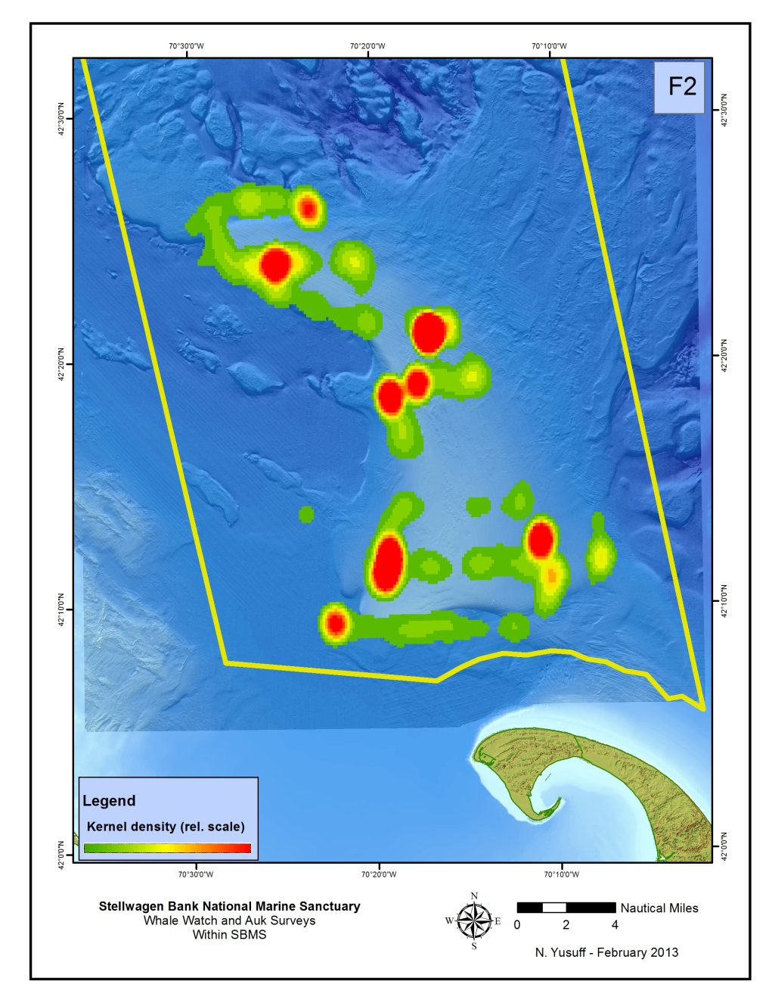 70°30'0"W 70°20'0"W 70°10'0"W
F2
42°30'0"N 42°30'0"N
42°20'0"N 42°20'0"N
42°10'0"N 42°10'0"N
42°0'0"N 42°0'0"N
Legend
Kernel density (rel. scale)
70°30'0"W 70°20'0"W 70°10'0"W
Stellwagen Bank National Marine Sanctuary
Whale Watch and Auk Surveys
Within SBMS
N
W E
S
Nautical Miles
0 2 4
N. Yusuff - February 2013